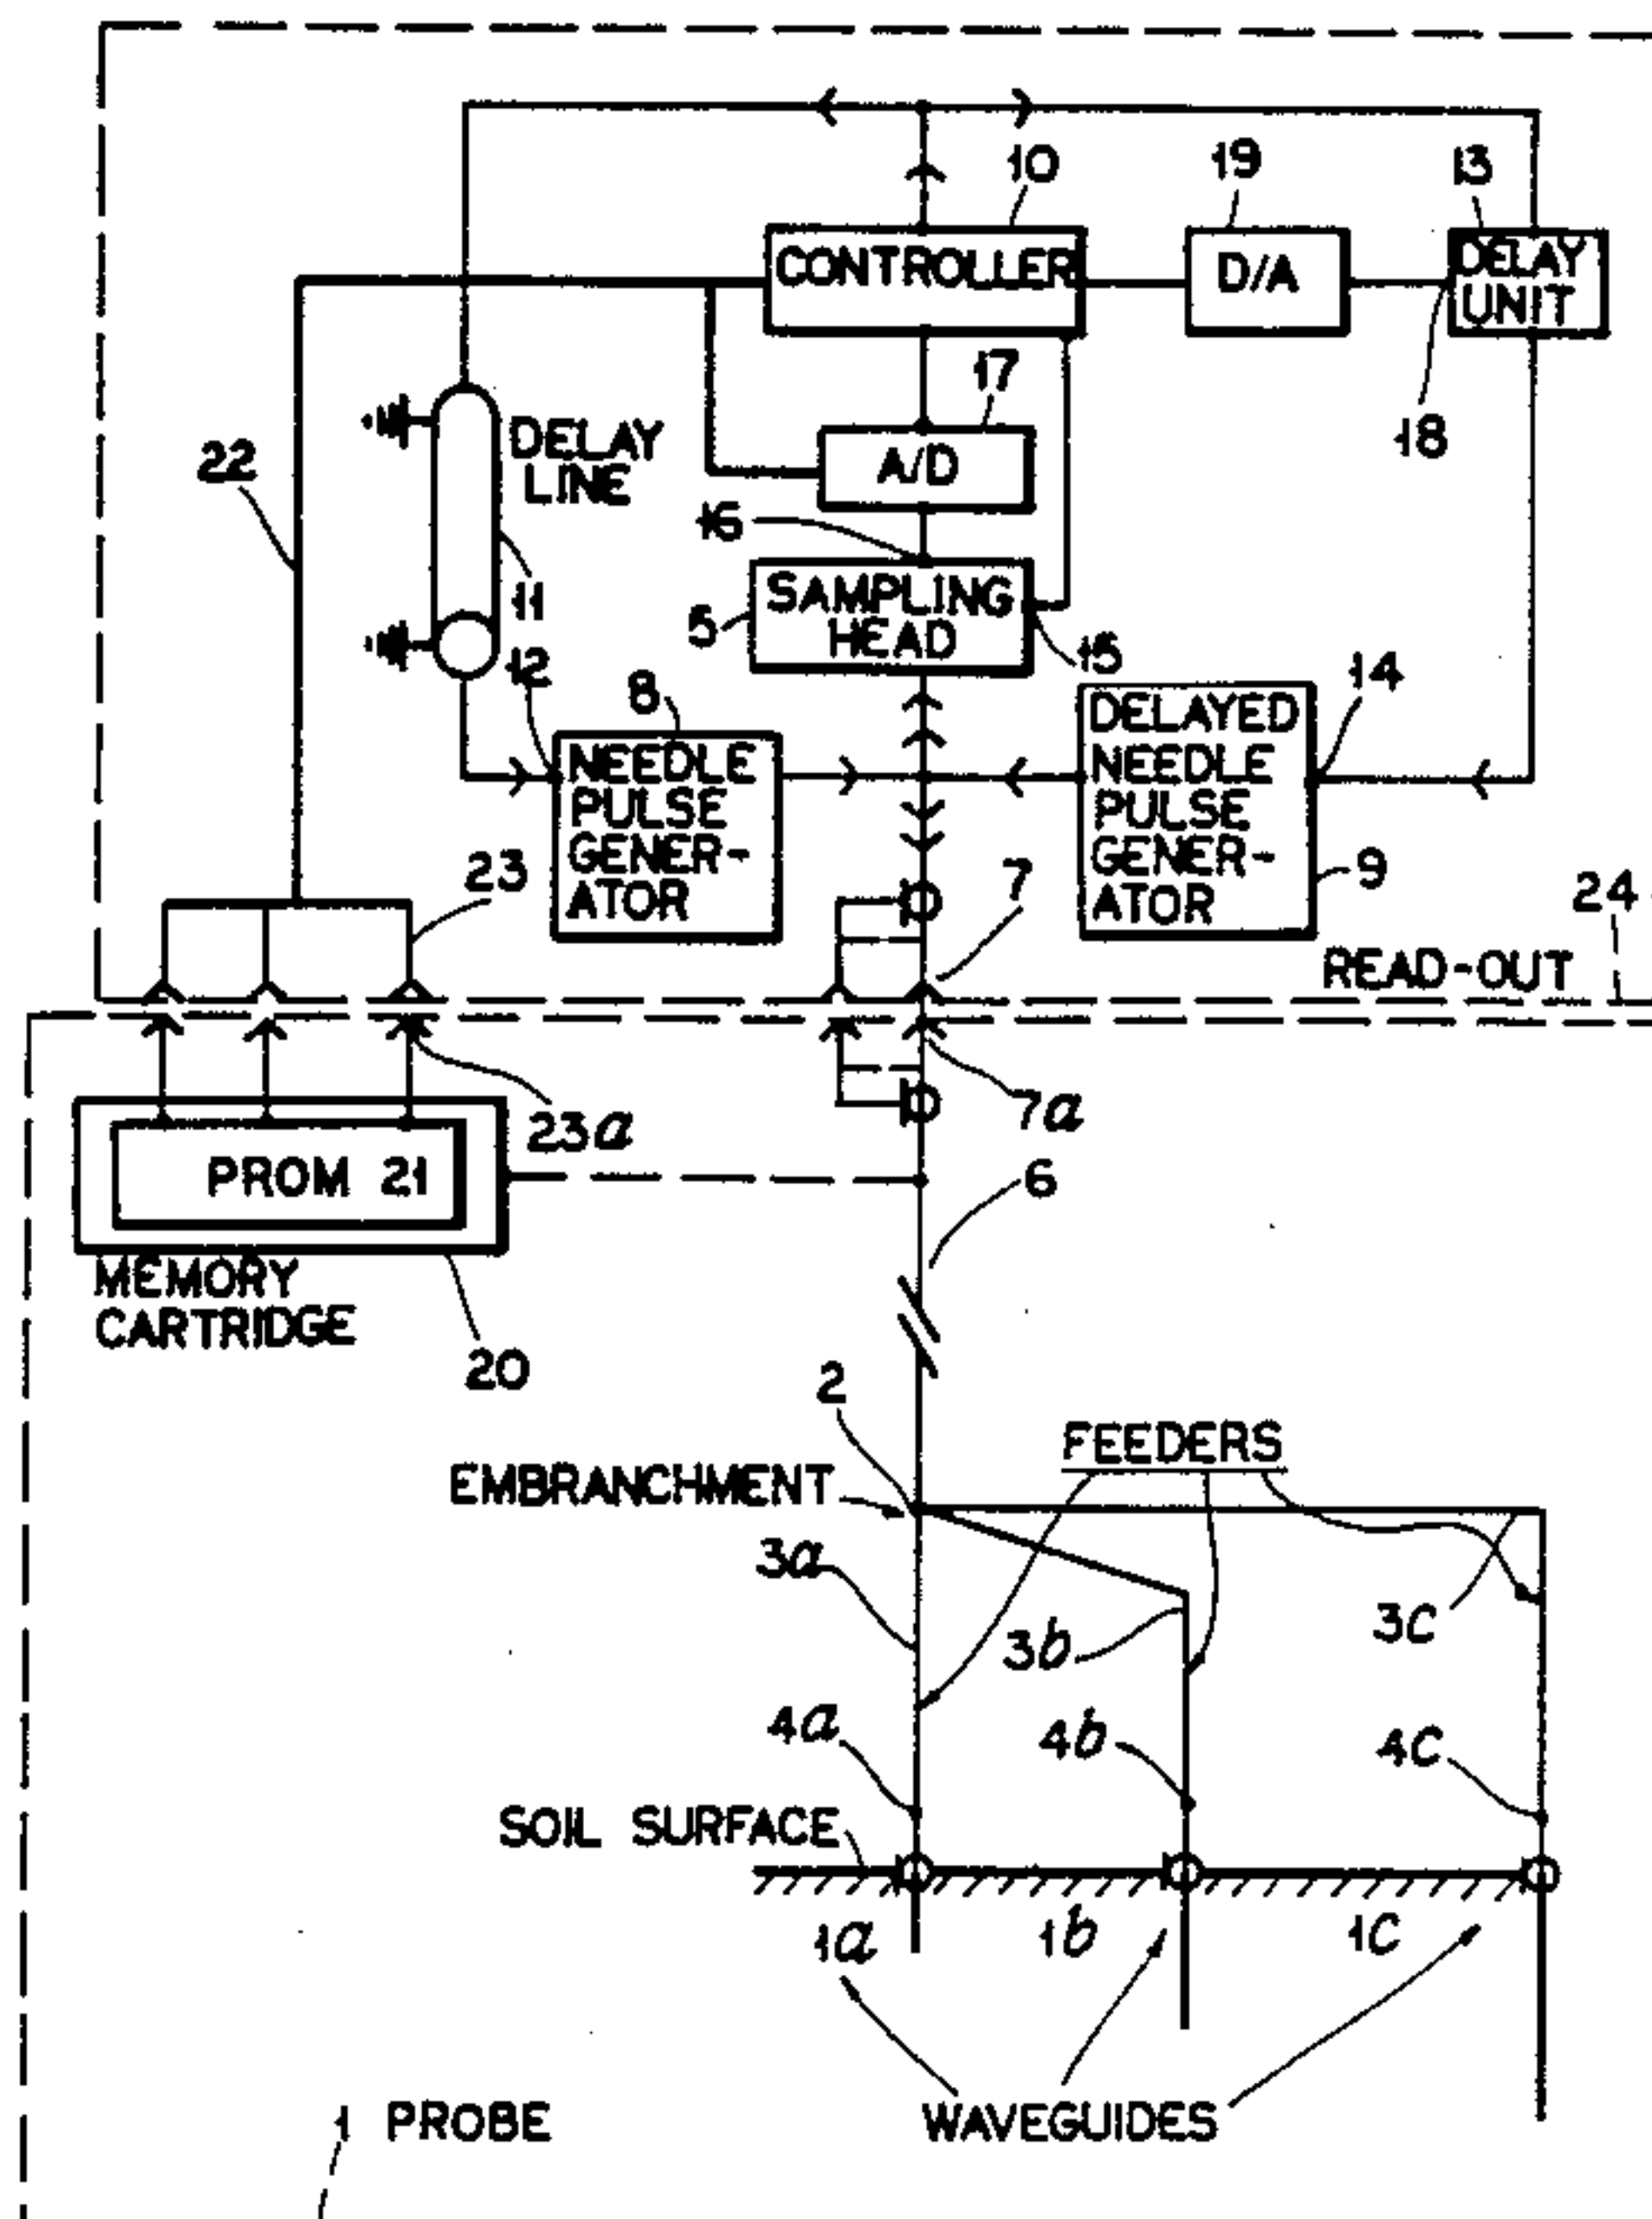 10
19
13
CONTROLLER
D/A
DELAY
UNIT
17
18
22
DELAY
LINE
A/D
16
11
5
SAMPLING
HEAD
15
12
8
14
NEEDLE
PULSE
GENER-
ATOR
DELAYED
NEEDLE
PULSE
GENER-
ATOR
9
23
7
24
READ-OUT
23a
7a
PROM 21
6
MEMORY
CARTRIDGE
20
2
FEEDERS
EMBRANCHMENT
3a
3b
3c
4a
4b
4c
SOIL SURFACE
1a
1b
1c
1 PROBE
WAVEGUIDES